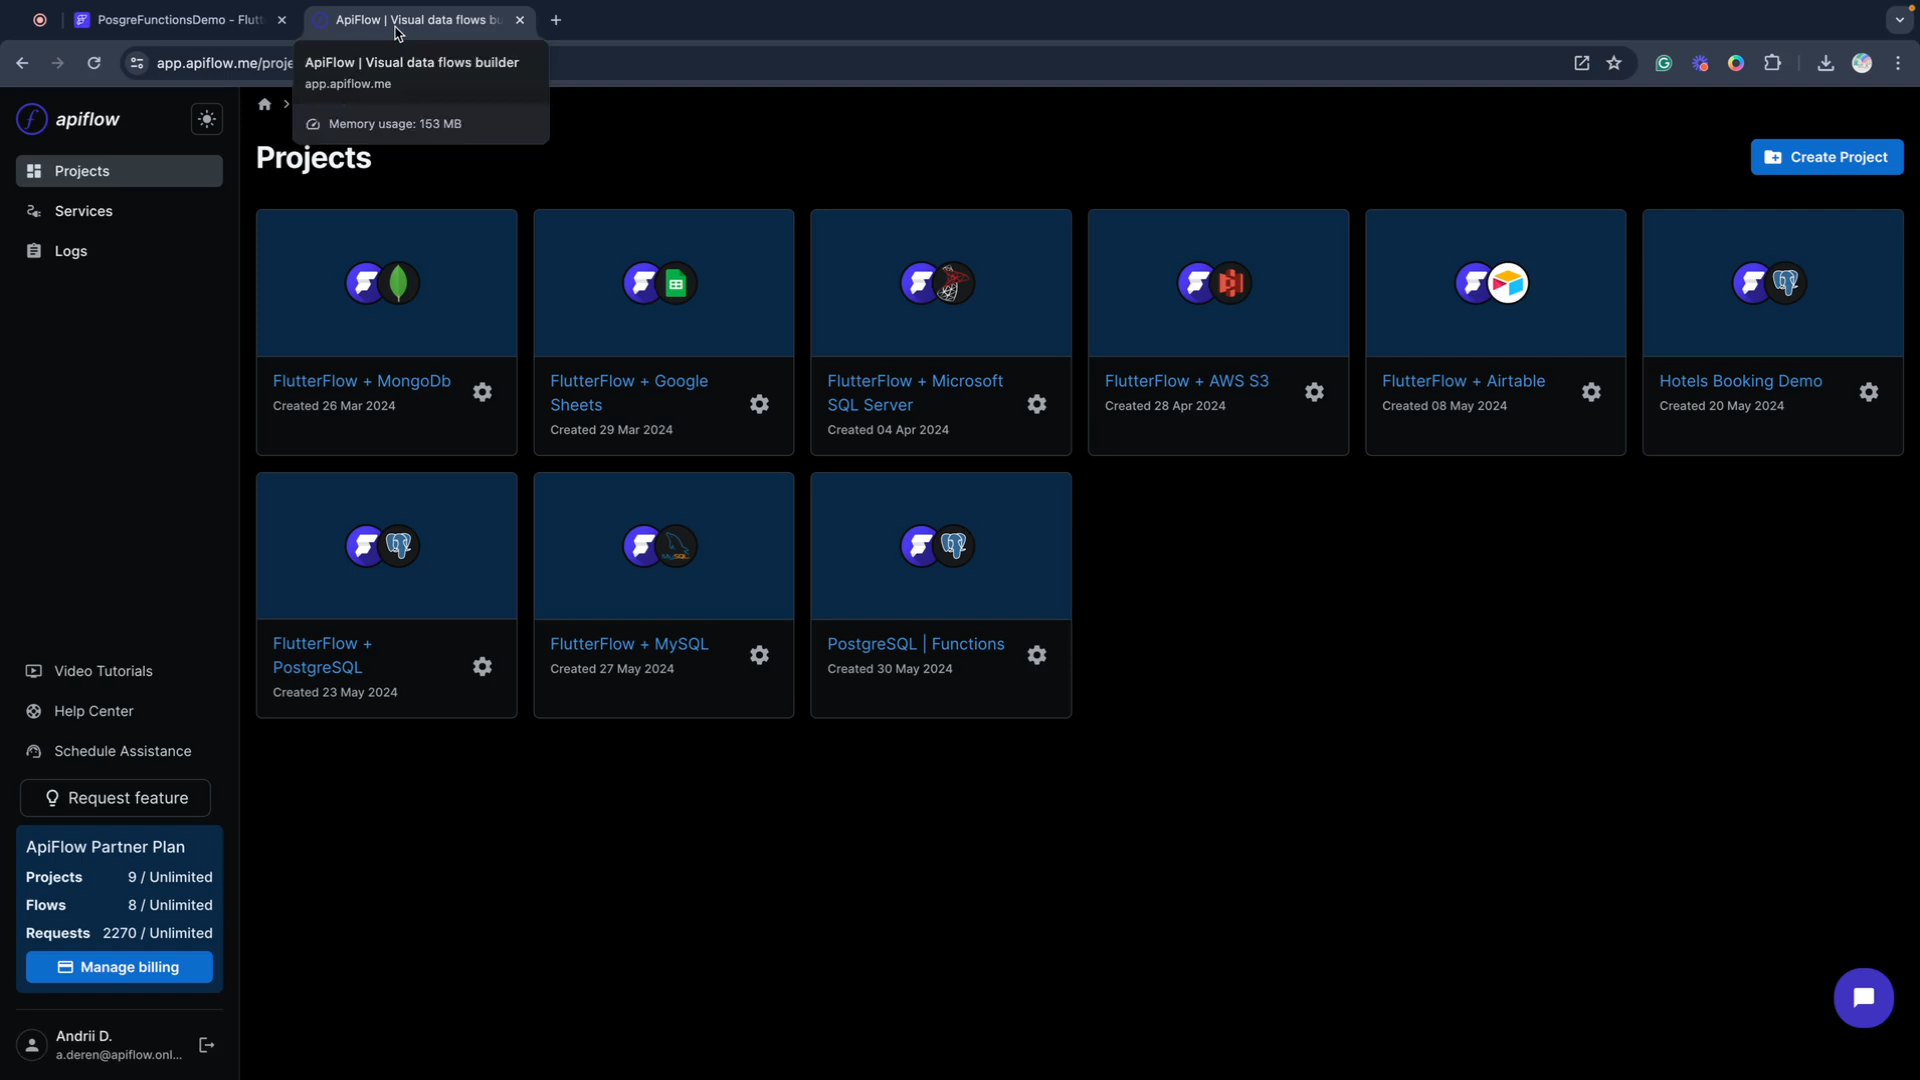 PosgreFunctionsDemo - Flutt
ApiFlow | Visual data flows bu
app.apiflow.me/proje
ApiFlow | Visual data flows builder
app.apiflow.me
Memory usage: 153 MB
apiflow
Projects
Services
Logs
Projects
Create Project
FlutterFlow + MongoDb
Created 26 Mar 2024
FlutterFlow + Google
Sheets
Created 29 Mar 2024
FlutterFlow + Microsoft
SQL Server
Created 04 Apr 2024
FlutterFlow + AWS S3
Created 28 Apr 2024
FlutterFlow + Airtable
Created 08 May 2024
Hotels Booking Demo
Created 20 May 2024
FlutterFlow +
PostgreSQL
Created 23 May 2024
MySQL
FlutterFlow + MySQL
Created 27 May 2024
PostgreSQL | Functions
Created 30 May 2024
Video Tutorials
Help Center
Schedule Assistance
Request feature
ApiFlow Partner Plan
Projects 9 / Unlimited
Flows 8 / Unlimited
Requests 2270 / Unlimited
Manage billing
Andrii D.
a.deren@apiflow.onl...